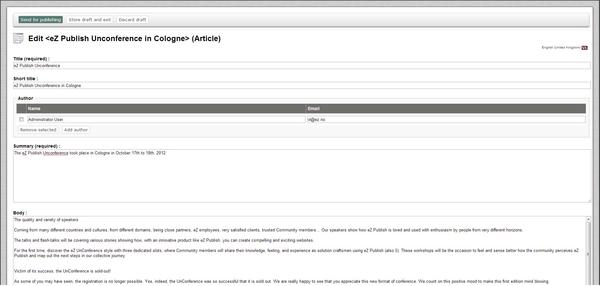 Send for publishing Store draft and exit Discard draft
Edit <eZ Publish Unconference in Cologne> (Article)
English (United Kingdom)
Title (required) :
eZ Publish Unconference
Short title :
eZ Publish Unconference in Cologne
Author
Name Email
Administrator User
Remove selected Add author
Summary (required) :
The eZ Publish Unconference took place in Cologne in October 17th to 18th, 2012
Body :
The quality and variety of speakers
Coming from many different countries and cultures, from different domains, being close partners, eZ employees, very satisfied clients, trusted Community members... Our speakers show how eZ Publish is loved and used with enthusiasm by people from very different horizons.
The talks and flash-talks will be covering various stories showing how, with an innovative product like eZ Publish, you can create compelling and exciting websites.
For the first time, discover the eZ UnConference style with three dedicated slots, where Community members will share their knowledge, feeling, and experience as solution craftsmen using eZ Publish (also !). These workshops will be the occasion to feel and sense better how the community perceives eZ
Publish and map out the next steps in our collective journey.
Victim of its success, the UnConference is sold-out!
As some of you may have seen, the registration is no longer possible. Yes, indeed, the UnConference was so successful that it is sold out. We are really happy to see that you appreciate this new format of conference. We count on this positive mood to make this first edition mind blowing.